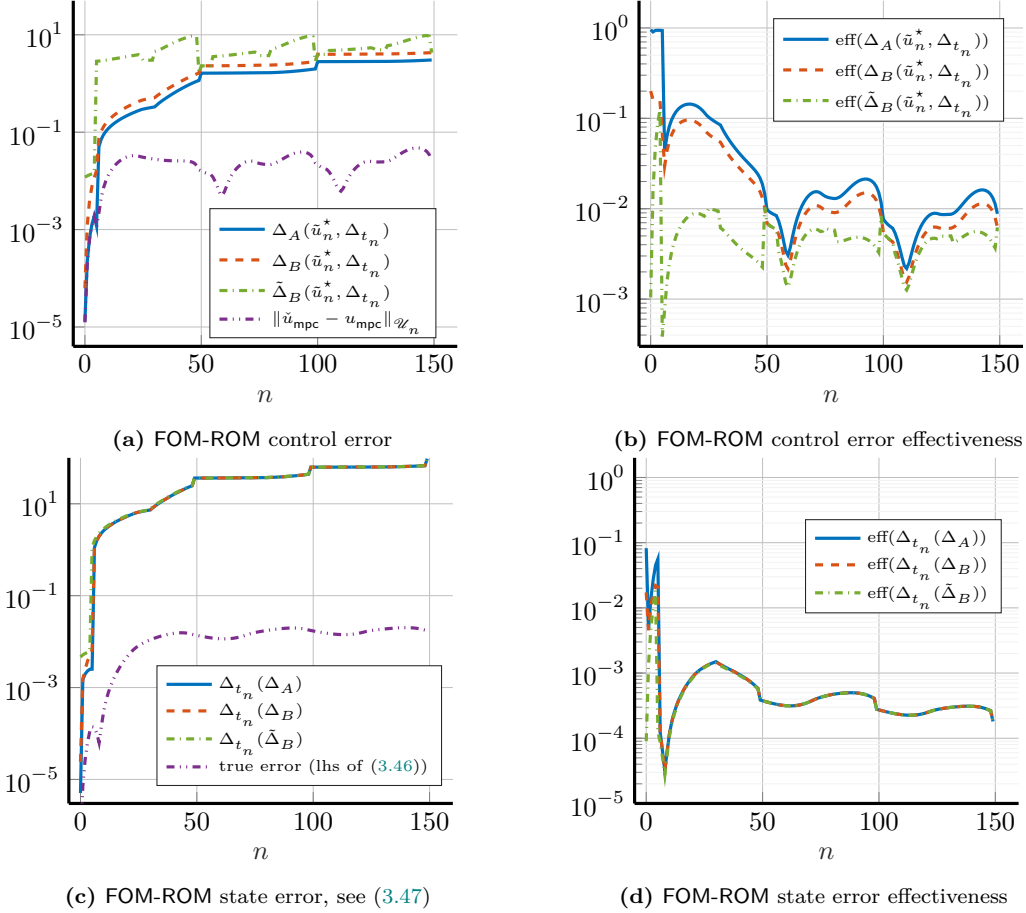 10^1
10^{-1}
10^{-3}
10^{-5}
Δ_A(ũ_n^⋆, Δ_{t_n})
Δ_B(ũ_n^⋆, Δ_{t_n})
Δ̃_B(ũ_n^⋆, Δ_{t_n})
‖ǔ_mpc − u_mpc‖_{𝒰_n}
0 50 100 150
n
(a) FOM-ROM control error
10^0
10^{-1}
10^{-2}
10^{-3}
eff(Δ_A(ũ_n^⋆, Δ_{t_n}))
eff(Δ_B(ũ_n^⋆, Δ_{t_n}))
eff(Δ̃_B(ũ_n^⋆, Δ_{t_n}))
0 50 100 150
n
(b) FOM-ROM control error effectiveness
10^1
10^{-1}
10^{-3}
10^{-5}
Δ_{t_n}(Δ_A)
Δ_{t_n}(Δ_B)
Δ_{t_n}(Δ̃_B)
true error (lhs of (3.46))
0 50 100 150
n
(c) FOM-ROM state error, see (3.47)
10^0
10^{-1}
10^{-2}
10^{-3}
10^{-4}
10^{-5}
eff(Δ_{t_n}(Δ_A))
eff(Δ_{t_n}(Δ_B))
eff(Δ_{t_n}(Δ̃_B))
0 50 100 150
n
(d) FOM-ROM state error effectiveness